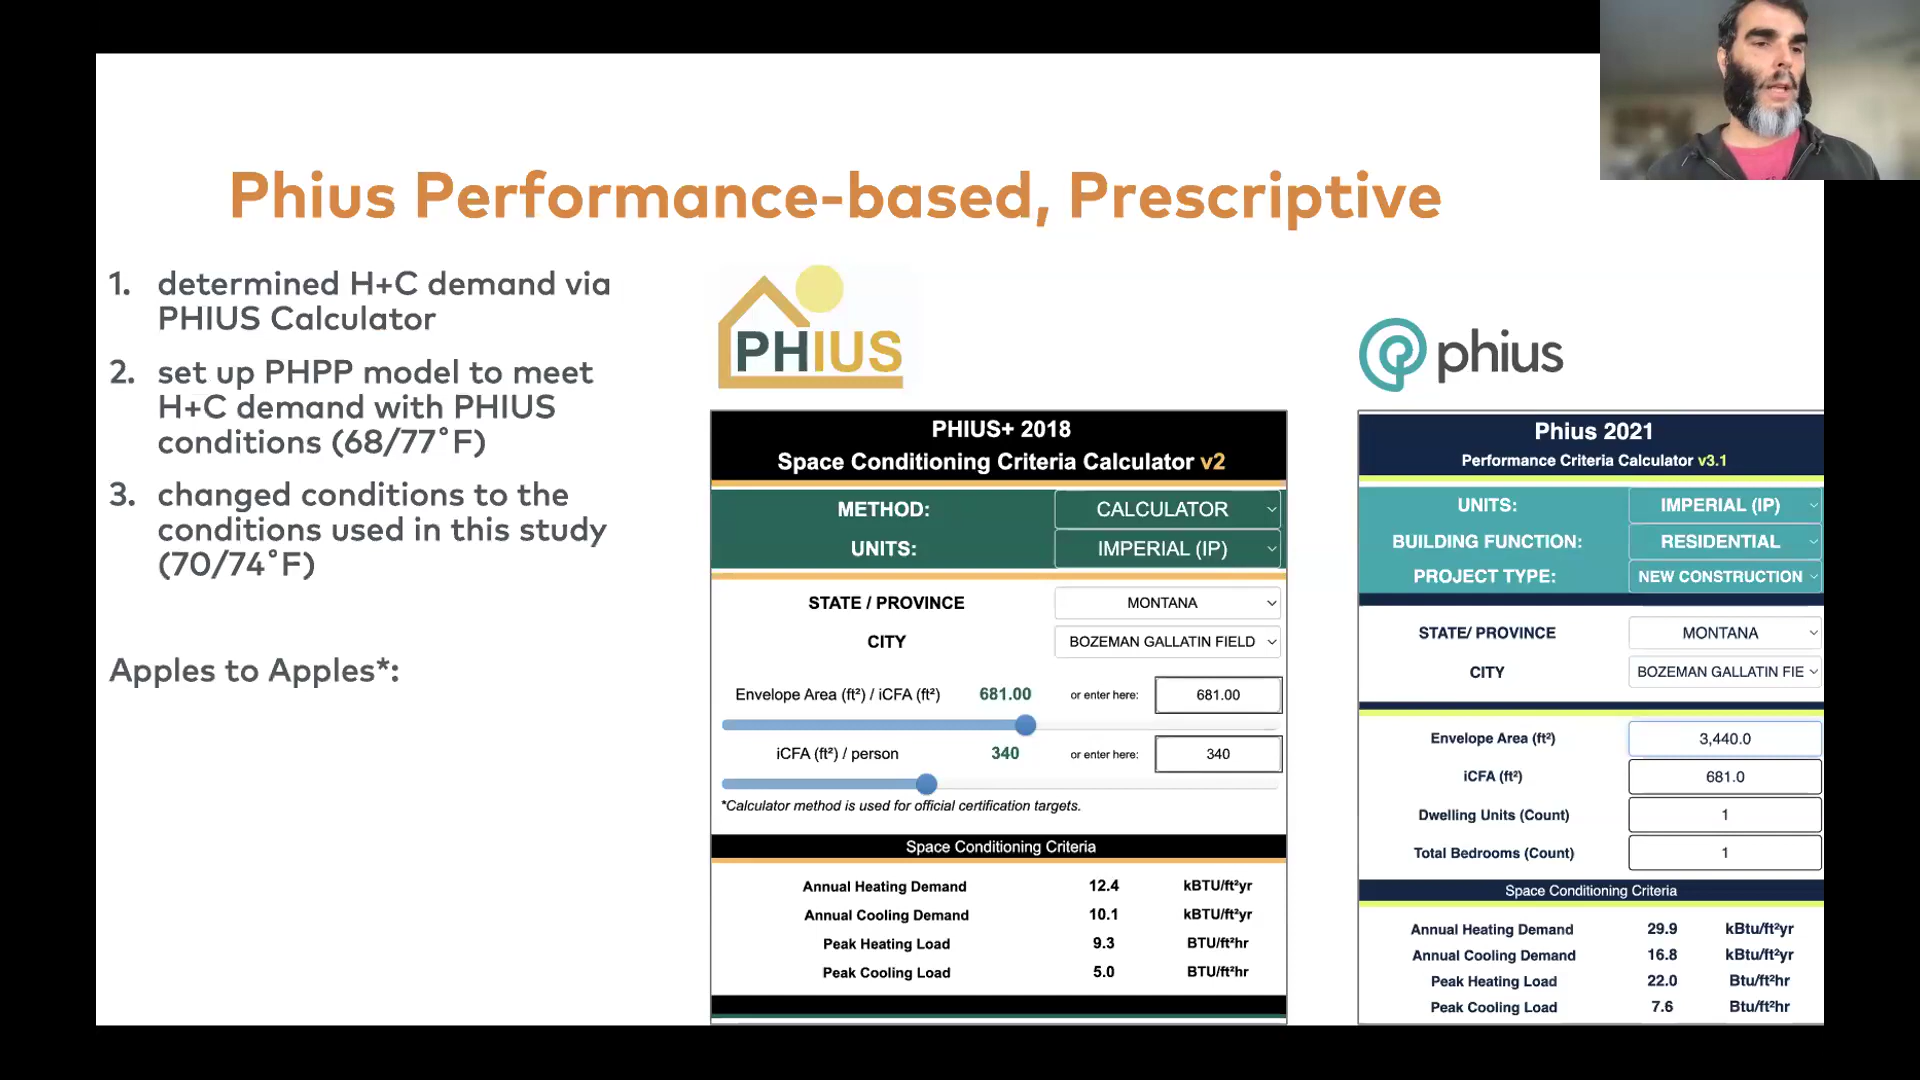 Phius Performance-based, Prescriptive
1. determined H+C demand via
PHIUS Calculator
2. set up PHPP model to meet
H+C demand with PHIUS
conditions (68/77˚F)
3. changed conditions to the
conditions used in this study
(70/74˚F)
Apples to Apples*:
PHIUS
PHIUS+ 2018
Space Conditioning Criteria Calculator v2
METHOD: CALCULATOR
UNITS: IMPERIAL (IP)
STATE / PROVINCE MONTANA
CITY BOZEMAN GALLATIN FIELD
Envelope Area (ft²) / iCFA (ft²) 681.00 or enter here: 681.00
iCFA (ft²) / person 340 or enter here: 340
*Calculator method is used for official certification targets.
Space Conditioning Criteria
Annual Heating Demand 12.4 kBTU/ft²yr
Annual Cooling Demand 10.1 kBTU/ft²yr
Peak Heating Load 9.3 BTU/ft²hr
Peak Cooling Load 5.0 BTU/ft²hr
phius
Phius 2021
Performance Criteria Calculator v3.1
UNITS: IMPERIAL (IP)
BUILDING FUNCTION: RESIDENTIAL
PROJECT TYPE: NEW CONSTRUCTION
STATE/ PROVINCE MONTANA
CITY BOZEMAN GALLATIN FIE
Envelope Area (ft²) 3,440.0
iCFA (ft²) 681.0
Dwelling Units (Count) 1
Total Bedrooms (Count) 1
Space Conditioning Criteria
Annual Heating Demand 29.9 kBtu/ft²yr
Annual Cooling Demand 16.8 kBtu/ft²yr
Peak Heating Load 22.0 Btu/ft²hr
Peak Cooling Load 7.6 Btu/ft²hr